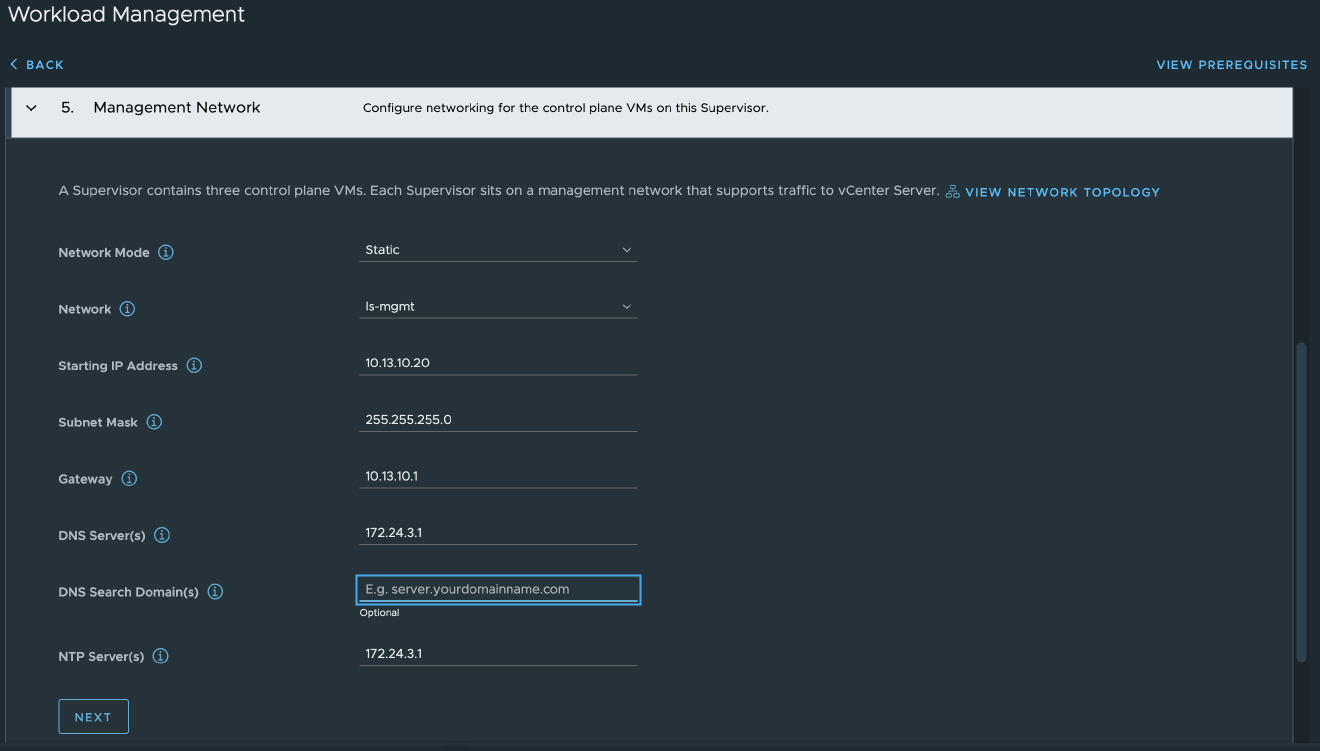 Workload Management
BACK
VIEW PREREQUISITES
5. Management Network Configure networking for the control plane VMs on this Supervisor.
A Supervisor contains three control plane VMs. Each Supervisor sits on a management network that supports traffic to vCenter Server. VIEW NETWORK TOPOLOGY
Network Mode Static
Network ls-mgmt
Starting IP Address 10.13.10.20
Subnet Mask 255.255.255.0
Gateway 10.13.10.1
DNS Server(s) 172.24.3.1
DNS Search Domain(s) E.g. server.yourdomainname.com
Optional
NTP Server(s) 172.24.3.1
NEXT